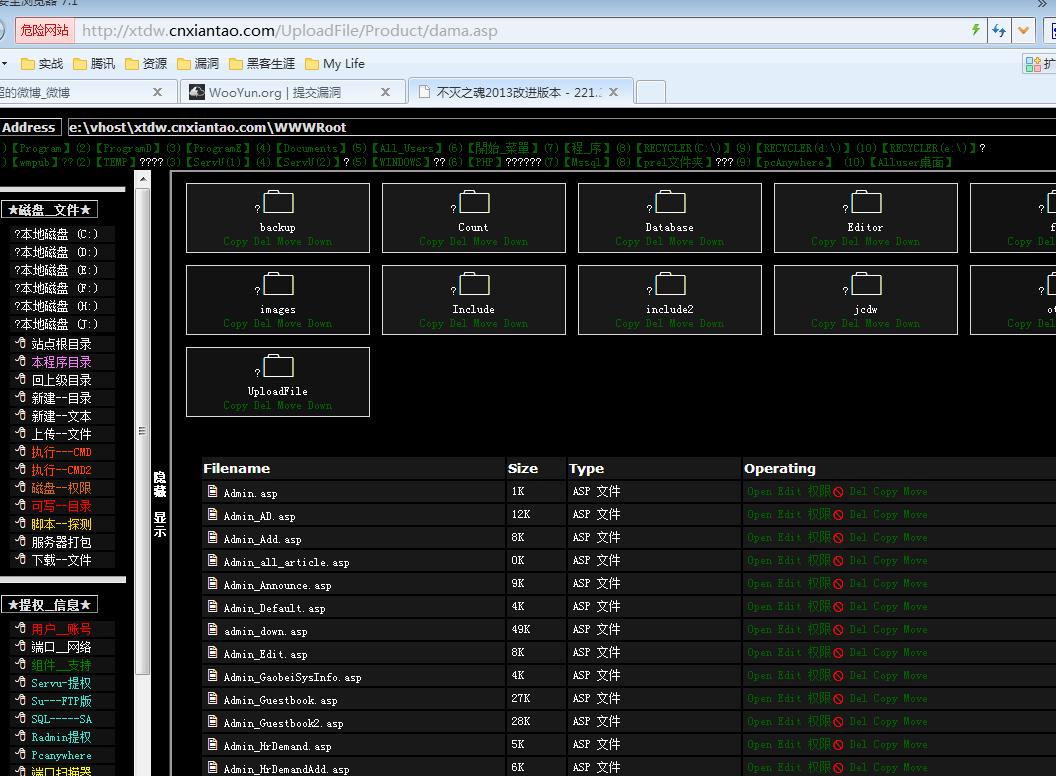 安全浏览器 7.1
危险网站 http://xtdw.cnxiantao.com/UploadFile/Product/dama.asp
实战 腾讯 资源 漏洞 黑客生涯 My Life 扩
的微博_微博 x WooYun.org | 提交漏洞 x 不灭之魂2013改进版本 - 221. x
Address e:\vhost\xtdw.cnxiantao.com\WWWRoot
)【Program】(2)【ProgramD】(3)【ProgramE】(4)【Documents】(5)【All_Users】(6)【開始_菜單】(7)【程_序】(8)【RECYCLER(C:\)】(9)【RECYCLER(d:\)】(10)【RECYCLER(e:\)】?
)【wmpub】??(2)【TEMP】????(3)【ServU(1)】(4)【ServU(2)】?(5)【WINDOWS】??(6)【PHP】??????(7)【Mssql】(8)【prel文件夹】???(9)【pcAnywhere】 (10)【Alluser桌面】
★磁盘__文件★
?本地磁盘 (C:)
?本地磁盘 (D:)
?本地磁盘 (E:)
?本地磁盘 (F:)
?本地磁盘 (H:)
?本地磁盘 (J:)
站点根目录
本程序目录
回上级目录
新建--目录
新建--文本
上传--文件
执行---CMD
执行--CMD2
磁盘--权限
可写--目录
脚本--探测
服务器打包
下载--文件
★提权__信息★
用户__账号
端口__网络
组件__支持
Servu-提权
Su---FTP版
SQL-----SA
Radmin提权
Pcanywhere
端口扫描器
隐藏 显示
? backup
Copy Del Move Down
? Count
Copy Del Move Down
? Database
Copy Del Move Down
? Editor
Copy Del Move Down
? f
Copy Del
? images
Copy Del Move Down
? Include
Copy Del Move Down
? include2
Copy Del Move Down
? jcdw
Copy Del Move Down
? ot
Copy Del
? UploadFile
Copy Del Move Down
Filename Size Type Operating
Admin.asp 1K ASP 文件 Open Edit 权限 Del Copy Move
Admin_AD.asp 12K ASP 文件 Open Edit 权限 Del Copy Move
Admin_Add.asp 8K ASP 文件 Open Edit 权限 Del Copy Move
Admin_all_article.asp 0K ASP 文件 Open Edit 权限 Del Copy Move
Admin_Announce.asp 9K ASP 文件 Open Edit 权限 Del Copy Move
Admin_Default.asp 4K ASP 文件 Open Edit 权限 Del Copy Move
admin_down.asp 49K ASP 文件 Open Edit 权限 Del Copy Move
Admin_Edit.asp 8K ASP 文件 Open Edit 权限 Del Copy Move
Admin_GaobeiSysInfo.asp 4K ASP 文件 Open Edit 权限 Del Copy Move
Admin_Guestbook.asp 27K ASP 文件 Open Edit 权限 Del Copy Move
Admin_Guestbook2.asp 28K ASP 文件 Open Edit 权限 Del Copy Move
Admin_HrDemand.asp 5K ASP 文件 Open Edit 权限 Del Copy Move
Admin_HrDemandAdd.asp 6K ASP 文件 Open Edit 权限 Del Copy Move